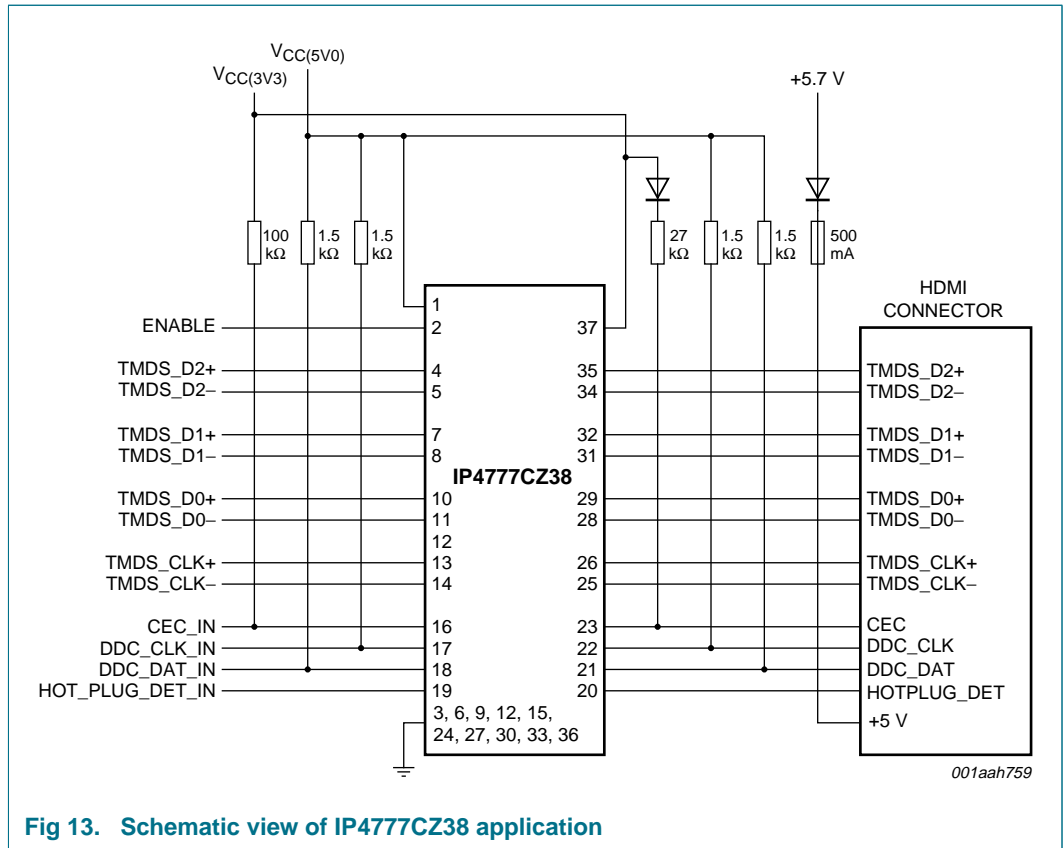 VCC(5V0)
VCC(3V3)
+5.7 V
100 kΩ
1.5 kΩ
1.5 kΩ
27 kΩ
1.5 kΩ
1.5 kΩ
500 mA
HDMI
CONNECTOR
1
ENABLE 2 37
TMDS_D2+ 4 35 TMDS_D2+
TMDS_D2− 5 34 TMDS_D2−
TMDS_D1+ 7 32 TMDS_D1+
TMDS_D1− 8 31 TMDS_D1−
IP4777CZ38
TMDS_D0+ 10 29 TMDS_D0+
TMDS_D0− 11 28 TMDS_D0−
12
TMDS_CLK+ 13 26 TMDS_CLK+
TMDS_CLK− 14 25 TMDS_CLK−
CEC_IN 16 23 CEC
DDC_CLK_IN 17 22 DDC_CLK
DDC_DAT_IN 18 21 DDC_DAT
HOT_PLUG_DET_IN 19 20 HOTPLUG_DET
3, 6, 9, 12, 15,
24, 27, 30, 33, 36
+5 V
001aah759
Fig 13. Schematic view of IP4777CZ38 application